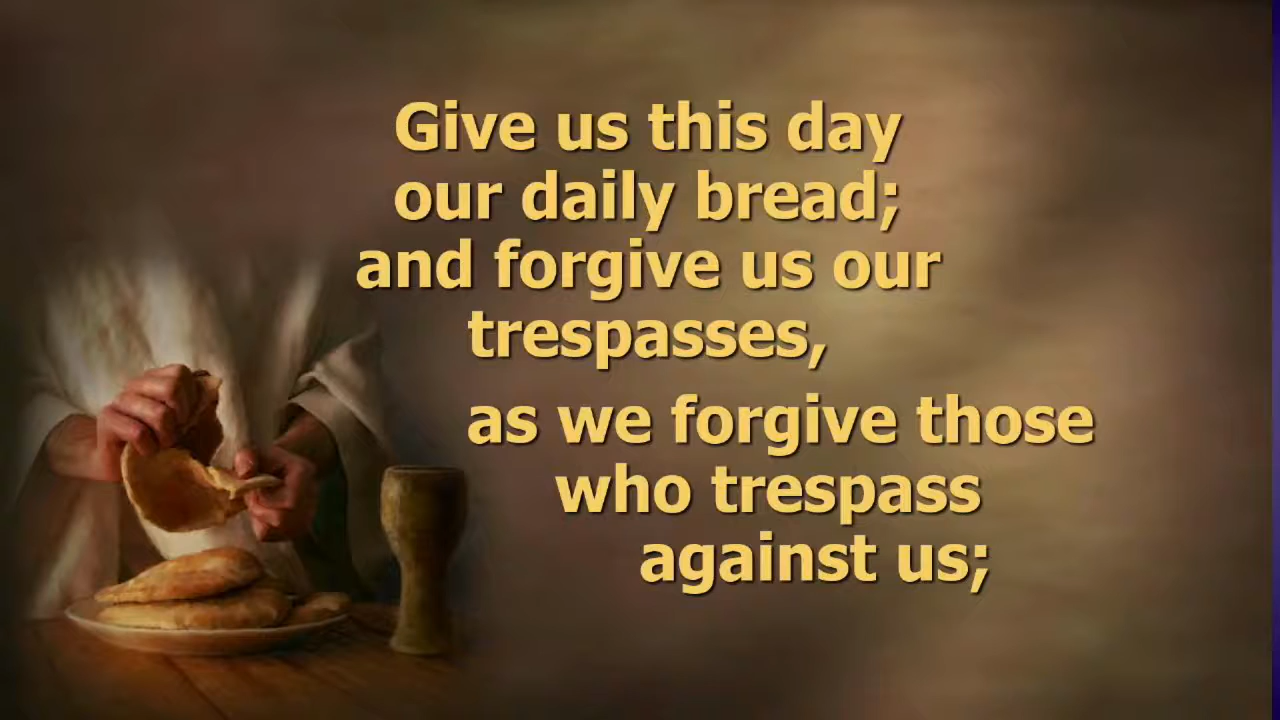 Give us this day
our daily bread;
and forgive us our
trespasses,
as we forgive those
who trespass
against us;